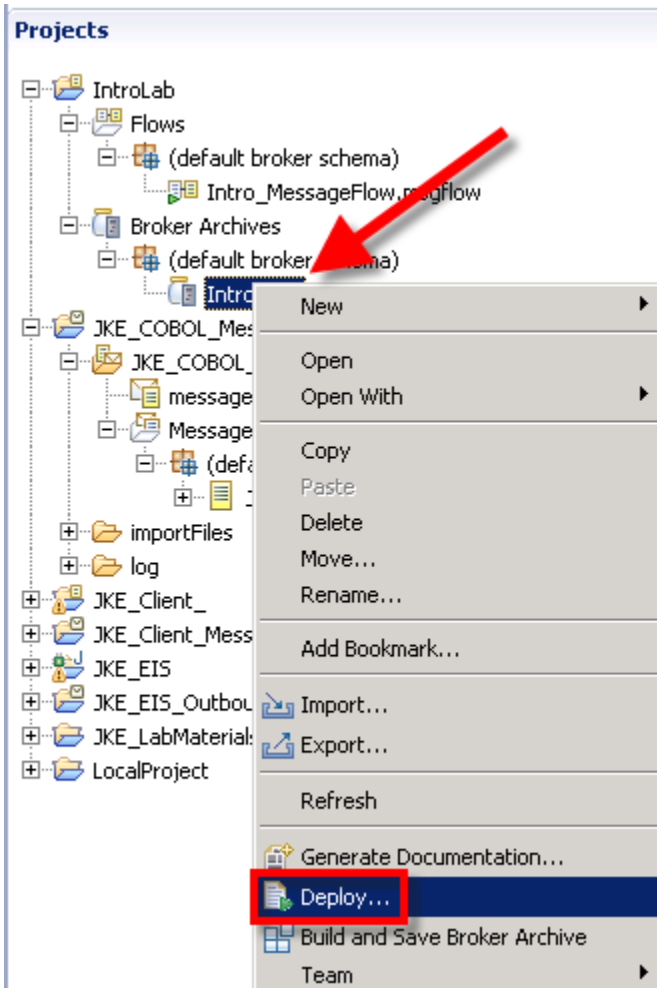 Projects
IntroLab
Flows
(default broker schema)
Intro_MessageFlow.msgflow
Broker Archives
(default broker schema)
Intro
JKE_COBOL_Mes
JKE_COBOL_
message
Message
(defa
importFiles
log
JKE_Client_
JKE_Client_Mess
JKE_EIS
JKE_EIS_Outbou
JKE_LabMaterials
LocalProject
New
Open
Open With
Copy
Paste
Delete
Move...
Rename...
Add Bookmark...
Import...
Export...
Refresh
Generate Documentation...
Deploy...
Build and Save Broker Archive
Team